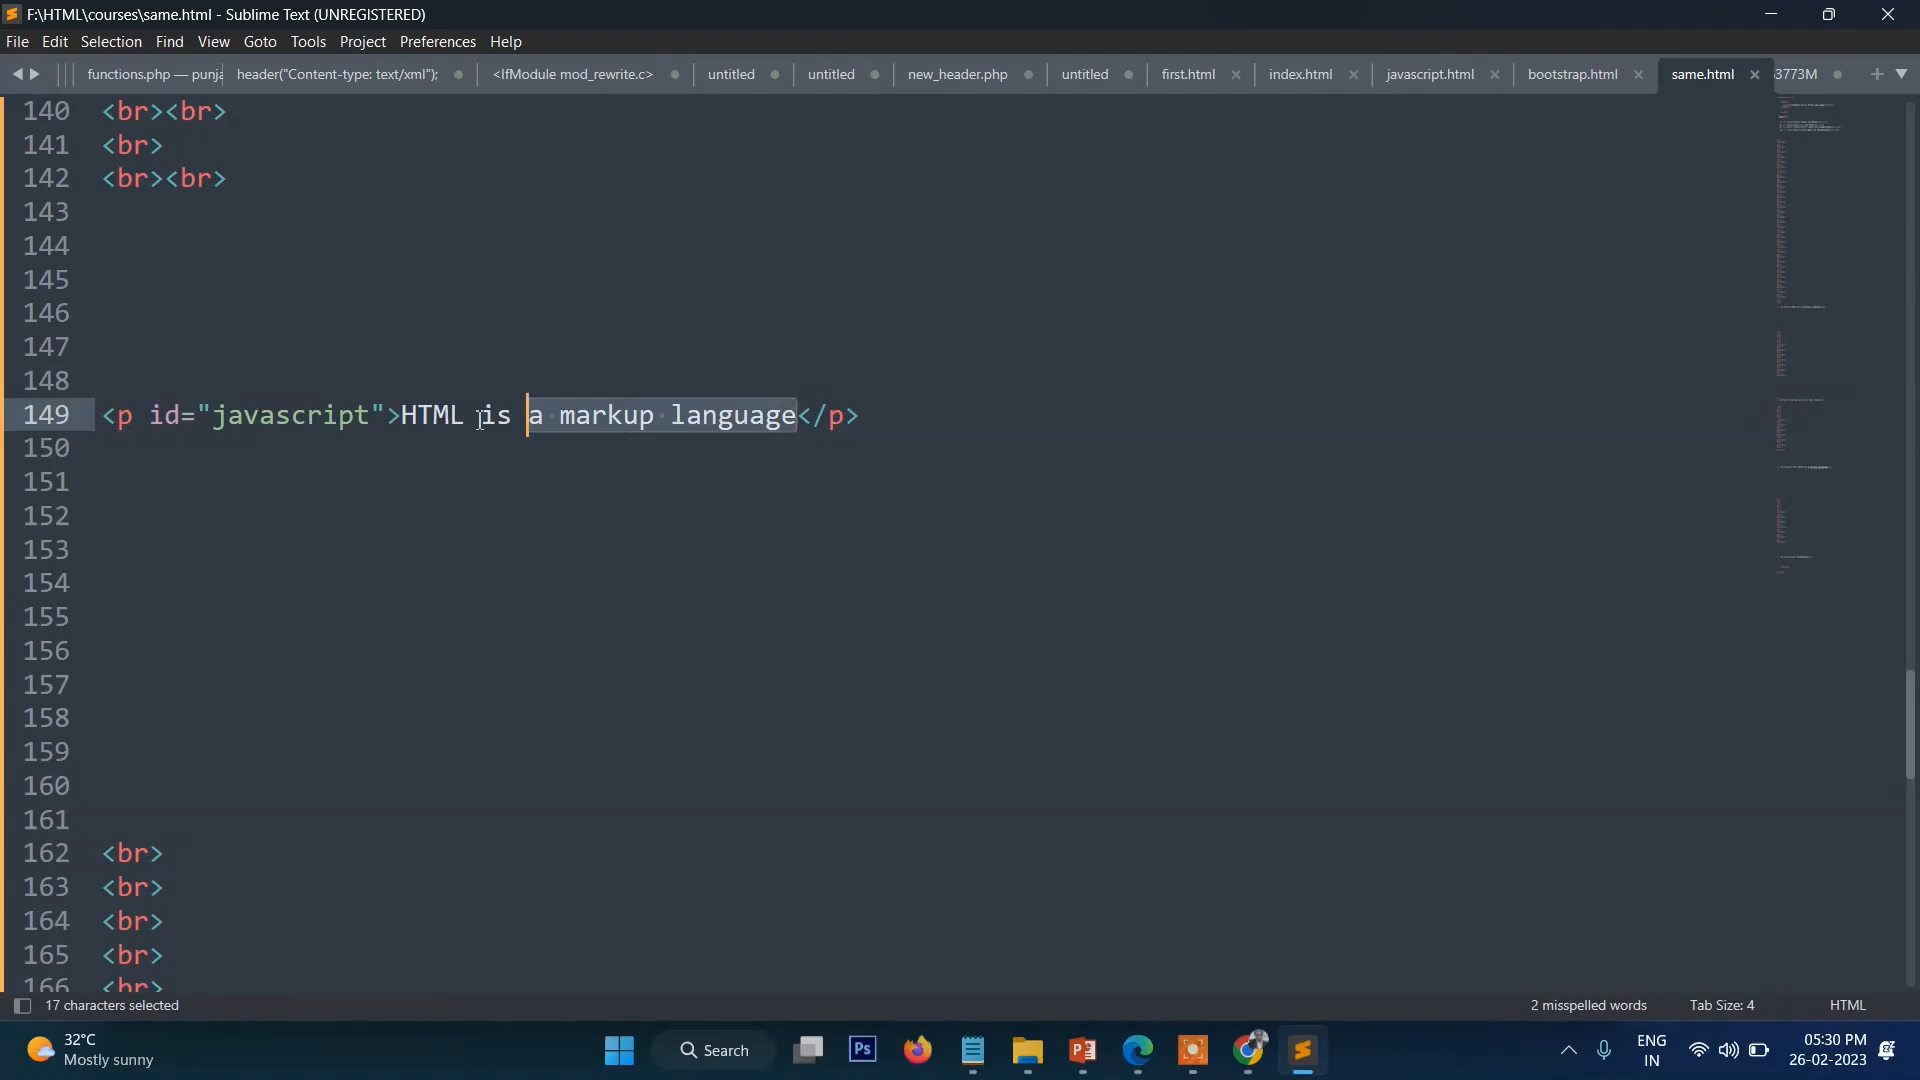 F:\HTML\courses\same.html - Sublime Text (UNREGISTERED)
File Edit Selection Find View Goto Tools Project Preferences Help
functions.php — punja header("Content-type: text/xml"); <IfModule mod_rewrite.c> untitled untitled new_header.php untitled first.html index.html javascript.html bootstrap.html same.html 3773M
140 <br><br>
141 <br>
142 <br><br>
143
144
145
146
147
148
149 <p id="javascript">HTML is a markup language</p>
150
151
152
153
154
155
156
157
158
159
160
161
162 <br>
163 <br>
164 <br>
165 <br>
166 <br>
17 characters selected 2 misspelled words Tab Size: 4 HTML
32°C
Mostly sunny
Ps Search
ENG
IN
05:30 PM
26-02-2023